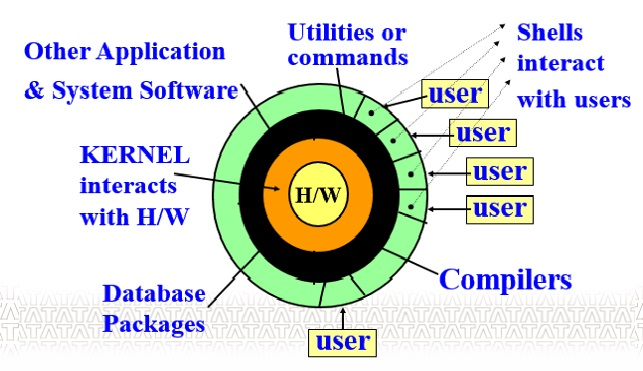 Other Application
& System Software
Utilities or
commands
Shells
interact
with users
user
user
user
user
KERNEL
interacts
with H/W
H/W
Compilers
Database
Packages
user